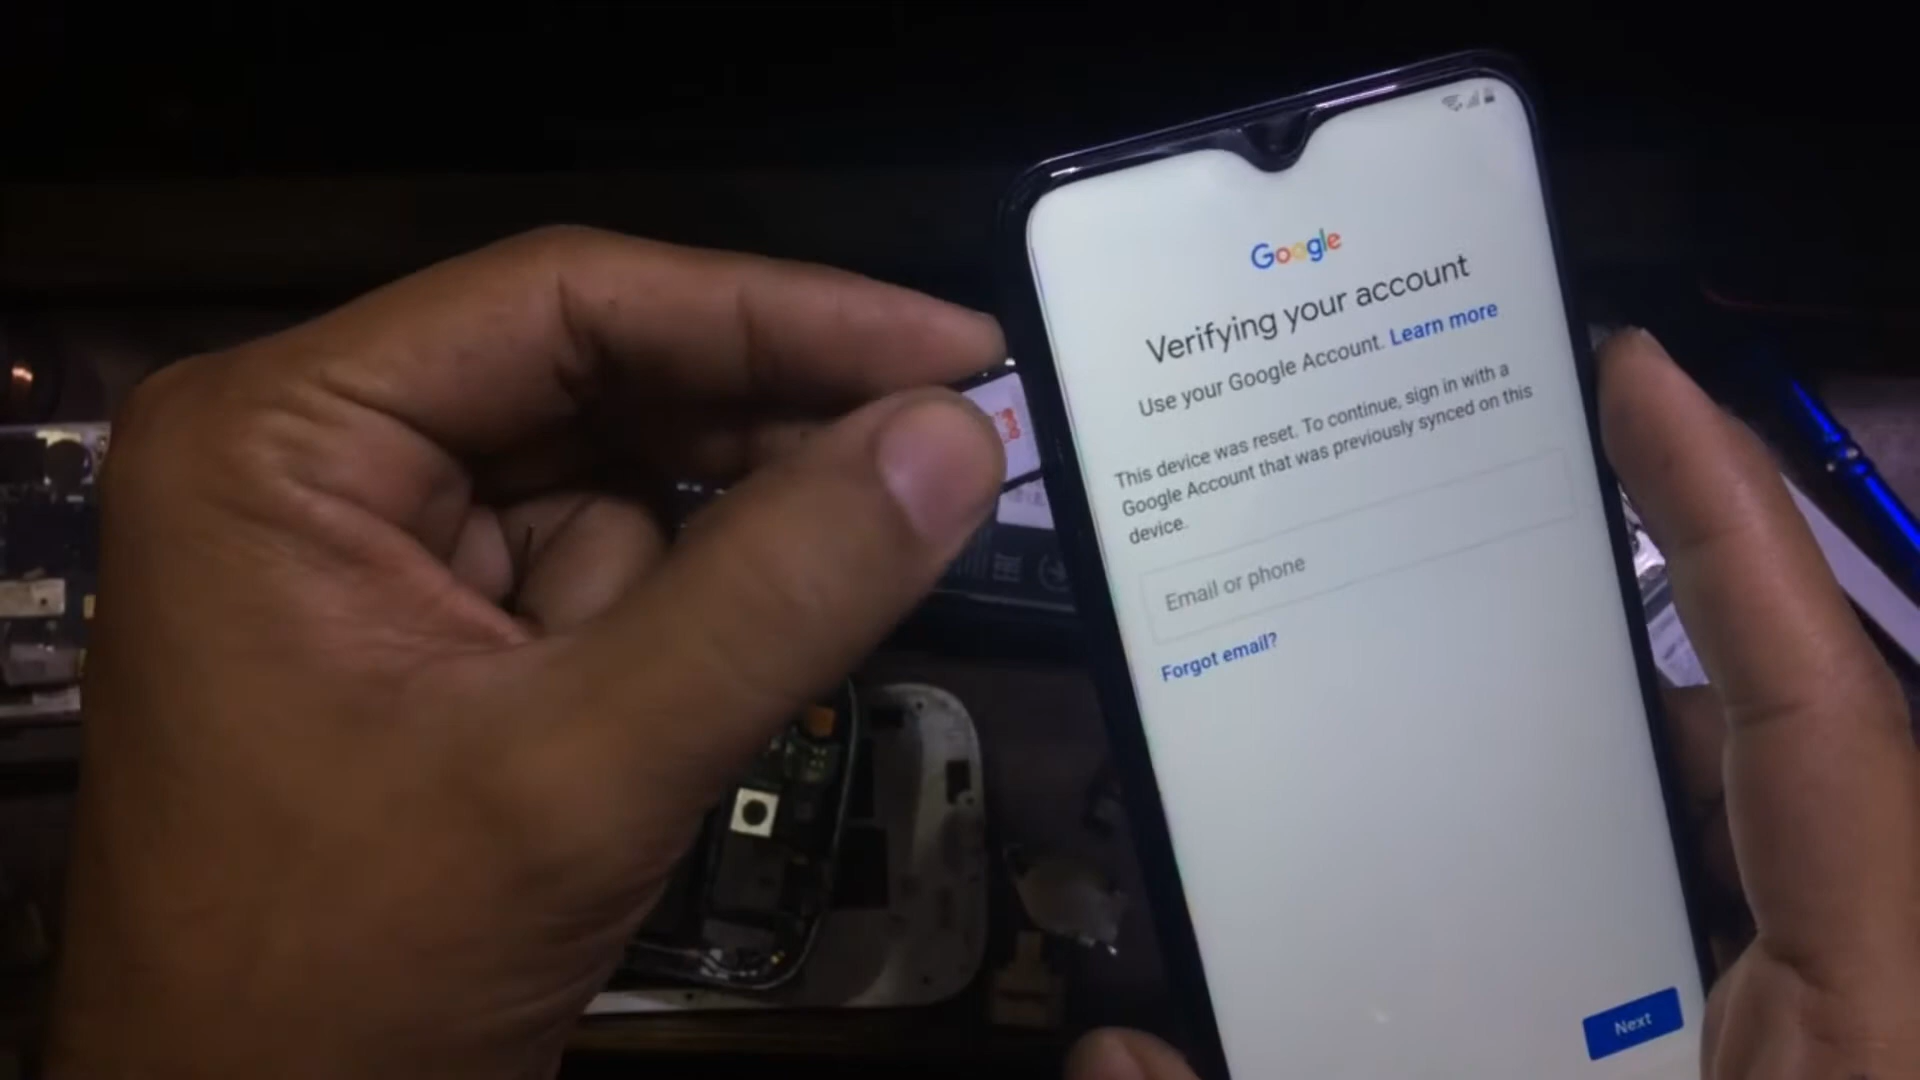 Google
Verifying your account
Use your Google Account. Learn more
This device was reset. To continue, sign in with a
Google Account that was previously synced on this
device.
Email or phone
Forgot email?
Next